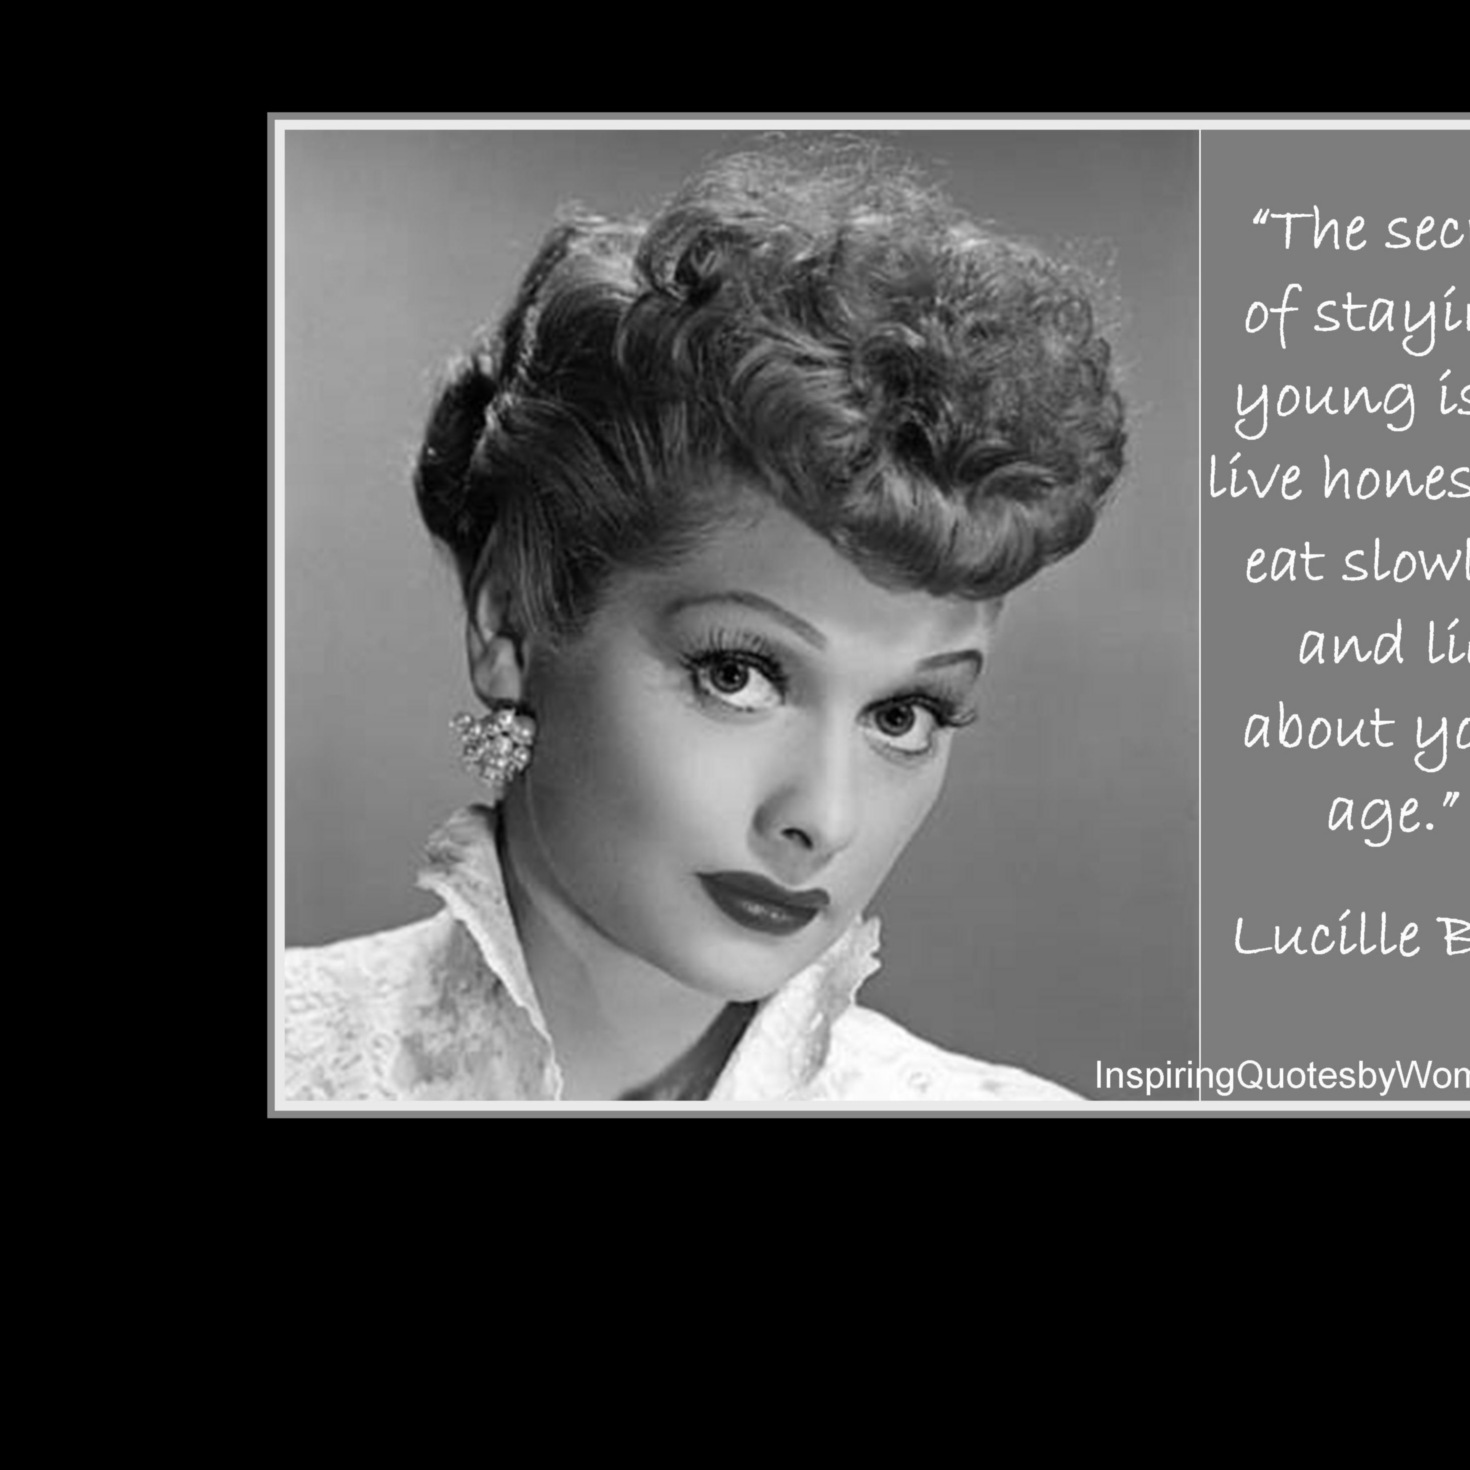 “The sec
of stayi
young is
live hones
eat slowl
and li
about yo
age.”
Lucille B
InspiringQuotesbyWom